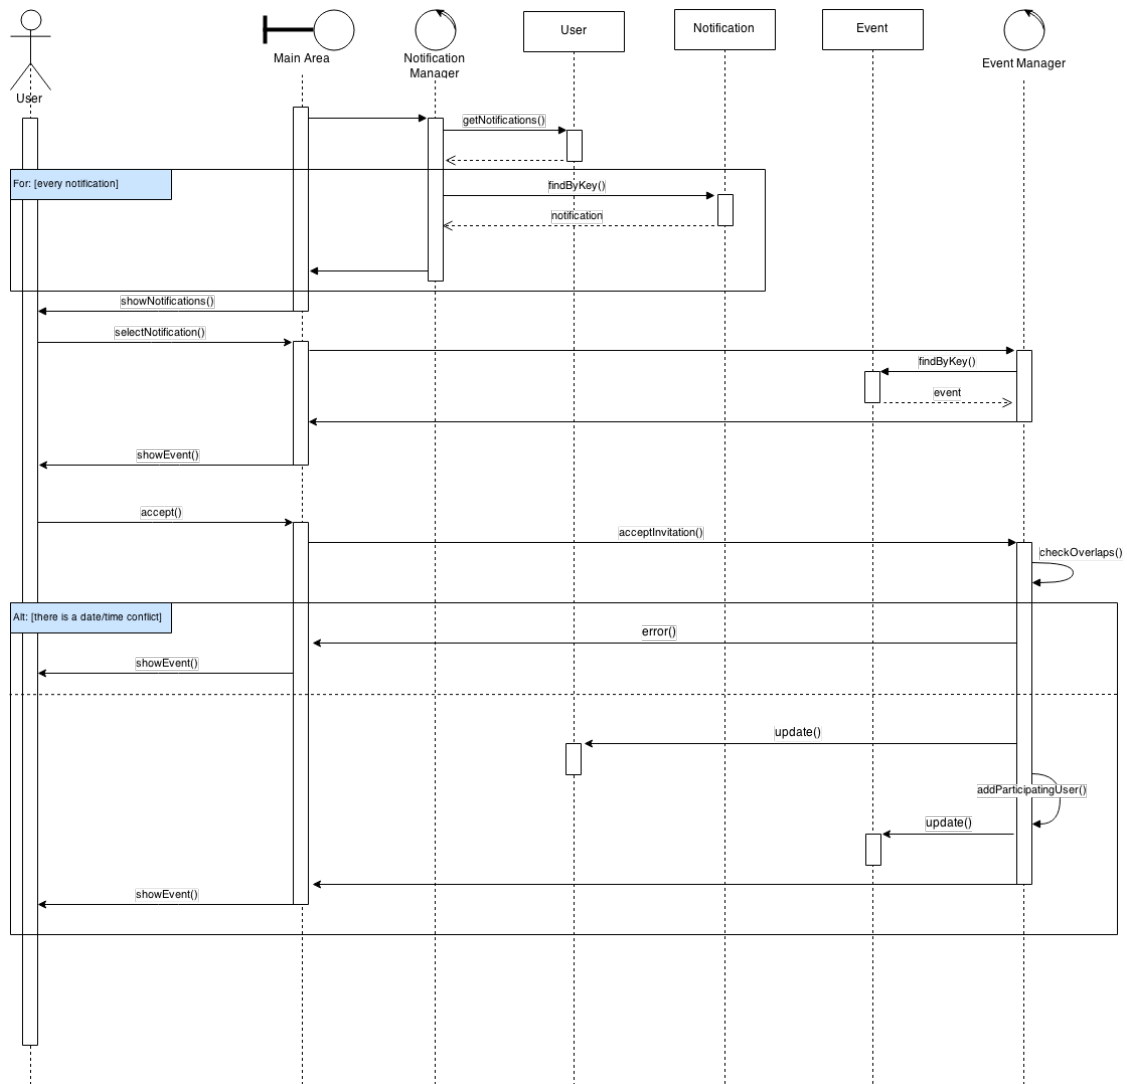 User
Main Area
Notification
Manager
User
Notification
Event
Event Manager
getNotifications()
For: [every notification]
findByKey()
notification
showNotifications()
selectNotification()
findByKey()
event
showEvent()
accept()
acceptInvitation()
checkOverlaps()
Alt: [there is a date/time conflict]
error()
showEvent()
update()
addParticipatingUser()
update()
showEvent()